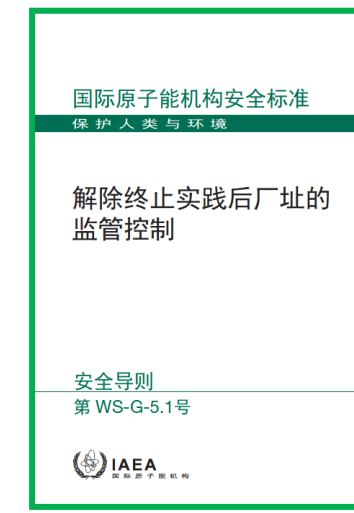 国际原子能机构安全标准
保护人类与环境
解除终止实践后厂址的
监管控制
安全导则
第 WS-G-5.1号
IAEA
国际原子能机构